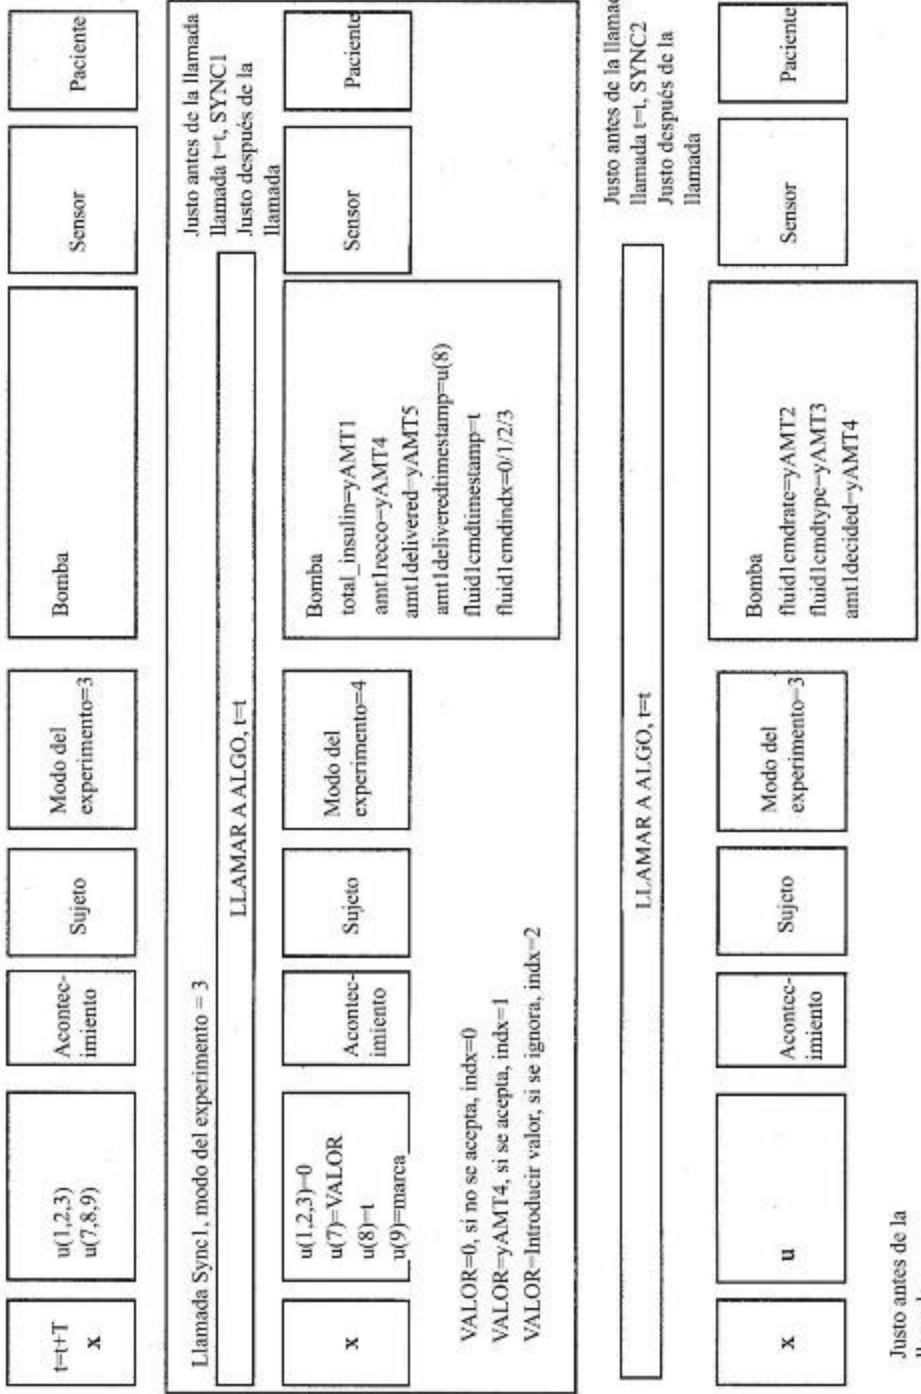 t=t+T
x
u(1,2,3)
u(7,8,9)
Acontec-
imiento
Sujeto
Modo del
experimento=3
Bomba
Sensor
Paciente
Llamada Sync1, modo del experimento = 3
Justo antes de la llamada
llamada t=t, SYNC1
Justo después de la
llamada
LLAMAR A ALGO, t=t
x
u(1,2,3)=0
u(7)=VALOR
u(8)=t
u(9)=marca_
Acontec-
imiento
Sujeto
Modo del
experimento=4
Bomba
total_insulin=yAMT1
amt1recco=yAMT4
amt1delivered=yAMT5
amt1deliveredtimestamp=u(8)
fluid1cmdtimestamp=t
fluid1cmdindx=0/1/2/3
Sensor
Paciente
VALOR=0, si no se acepta, indx=0
VALOR=yAMT4, si se acepta, indx=1
VALOR=Introducir valor, si se ignora, indx=2
Justo antes de la
llamada t=t, SYNC2
Justo después de la
llamada
LLAMAR A ALGO, t=t
x
u
Acontec-
imiento
Sujeto
Modo del
experimento=3
Bomba
fluid1cmdrate=yAMT2
fluid1cmdtype=yAMT3
amt1decided=yAMT4
Sensor
Paciente
Justo antes de la